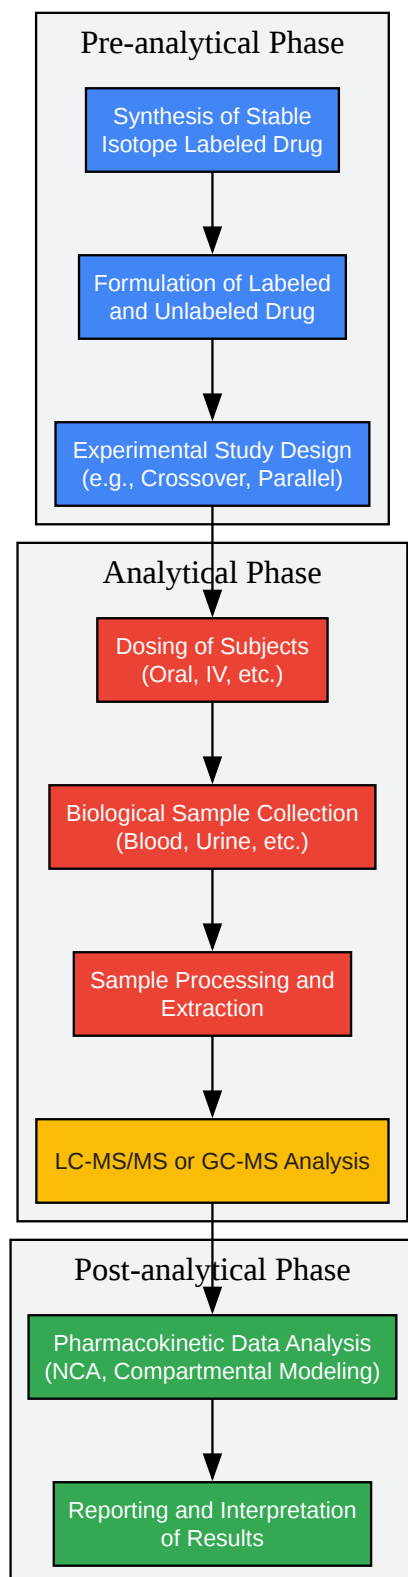 Pre-analytical Phase
Synthesis of Stable
Isotope Labeled Drug
Formulation of Labeled
and Unlabeled Drug
Experimental Study Design
(e.g., Crossover, Parallel)
Analytical Phase
Dosing of Subjects
(Oral, IV, etc.)
Biological Sample Collection
(Blood, Urine, etc.)
Sample Processing and
Extraction
LC-MS/MS or GC-MS Analysis
Post-analytical Phase
Pharmacokinetic Data Analysis
(NCA, Compartmental Modeling)
Reporting and Interpretation
of Results